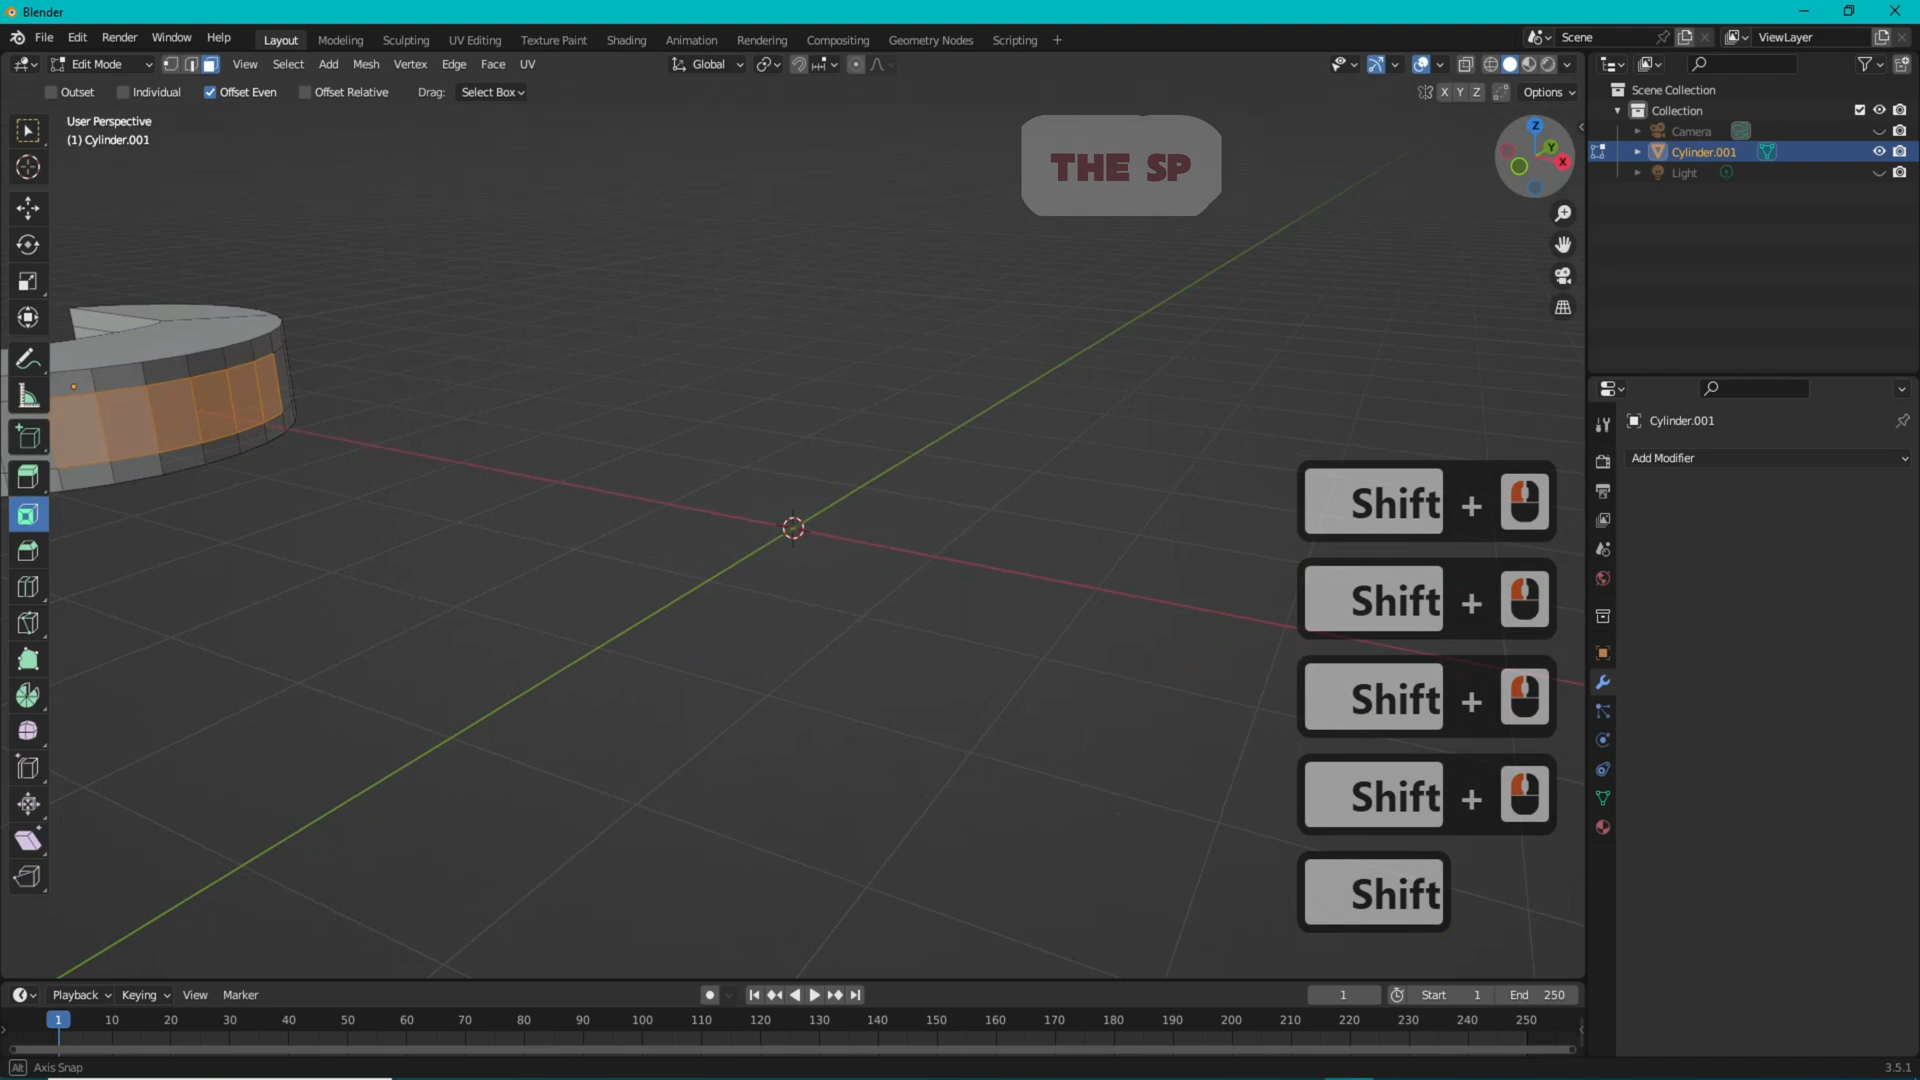 Blender
File Edit Render Window Help Layout Modeling Sculpting UV Editing Texture Paint Shading Animation Rendering Compositing Geometry Nodes Scripting + Scene ViewLayer
Edit Mode View Select Add Mesh Vertex Edge Face UV Global
Outset Individual Offset Even Offset Relative Drag: Select Box X Y Z Options
User Perspective
(1) Cylinder.001
THE SP
Z
Y
X
Scene Collection
Collection
Camera
Cylinder.001
Light
Cylinder.001
Add Modifier
Shift +
Shift +
Shift +
Shift +
Shift
Playback Keying View Marker 1 Start 1 End 250
1 10 20 30 40 50 60 70 80 90 100 110 120 130 140 150 160 170 180 190 200 210 220 230 240 250
Alt Axis Snap 3.5.1